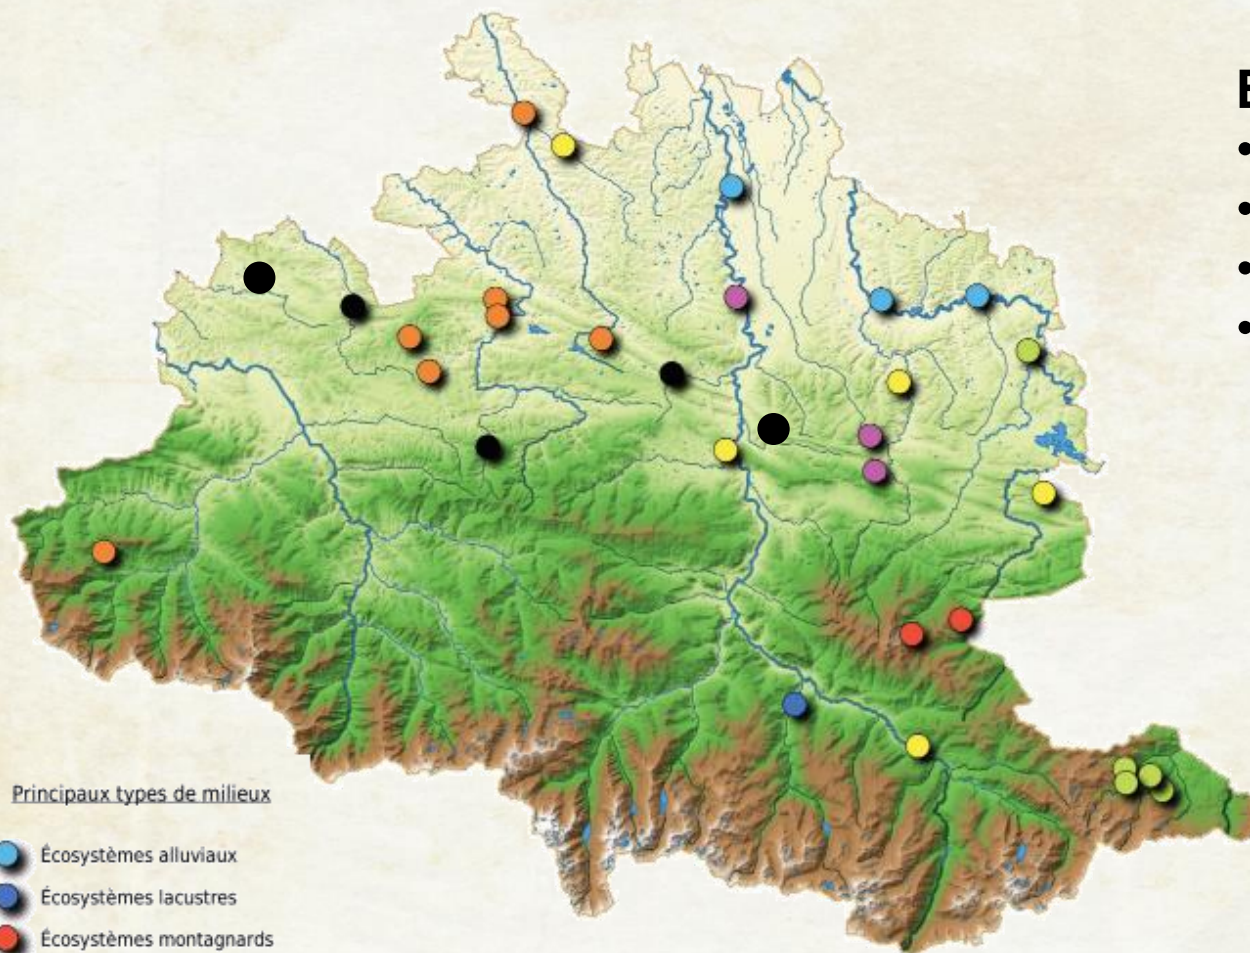 Principaux types de milieux
Écosystèmes alluviaux
Écosystèmes lacustres
Écosystèmes montagnards